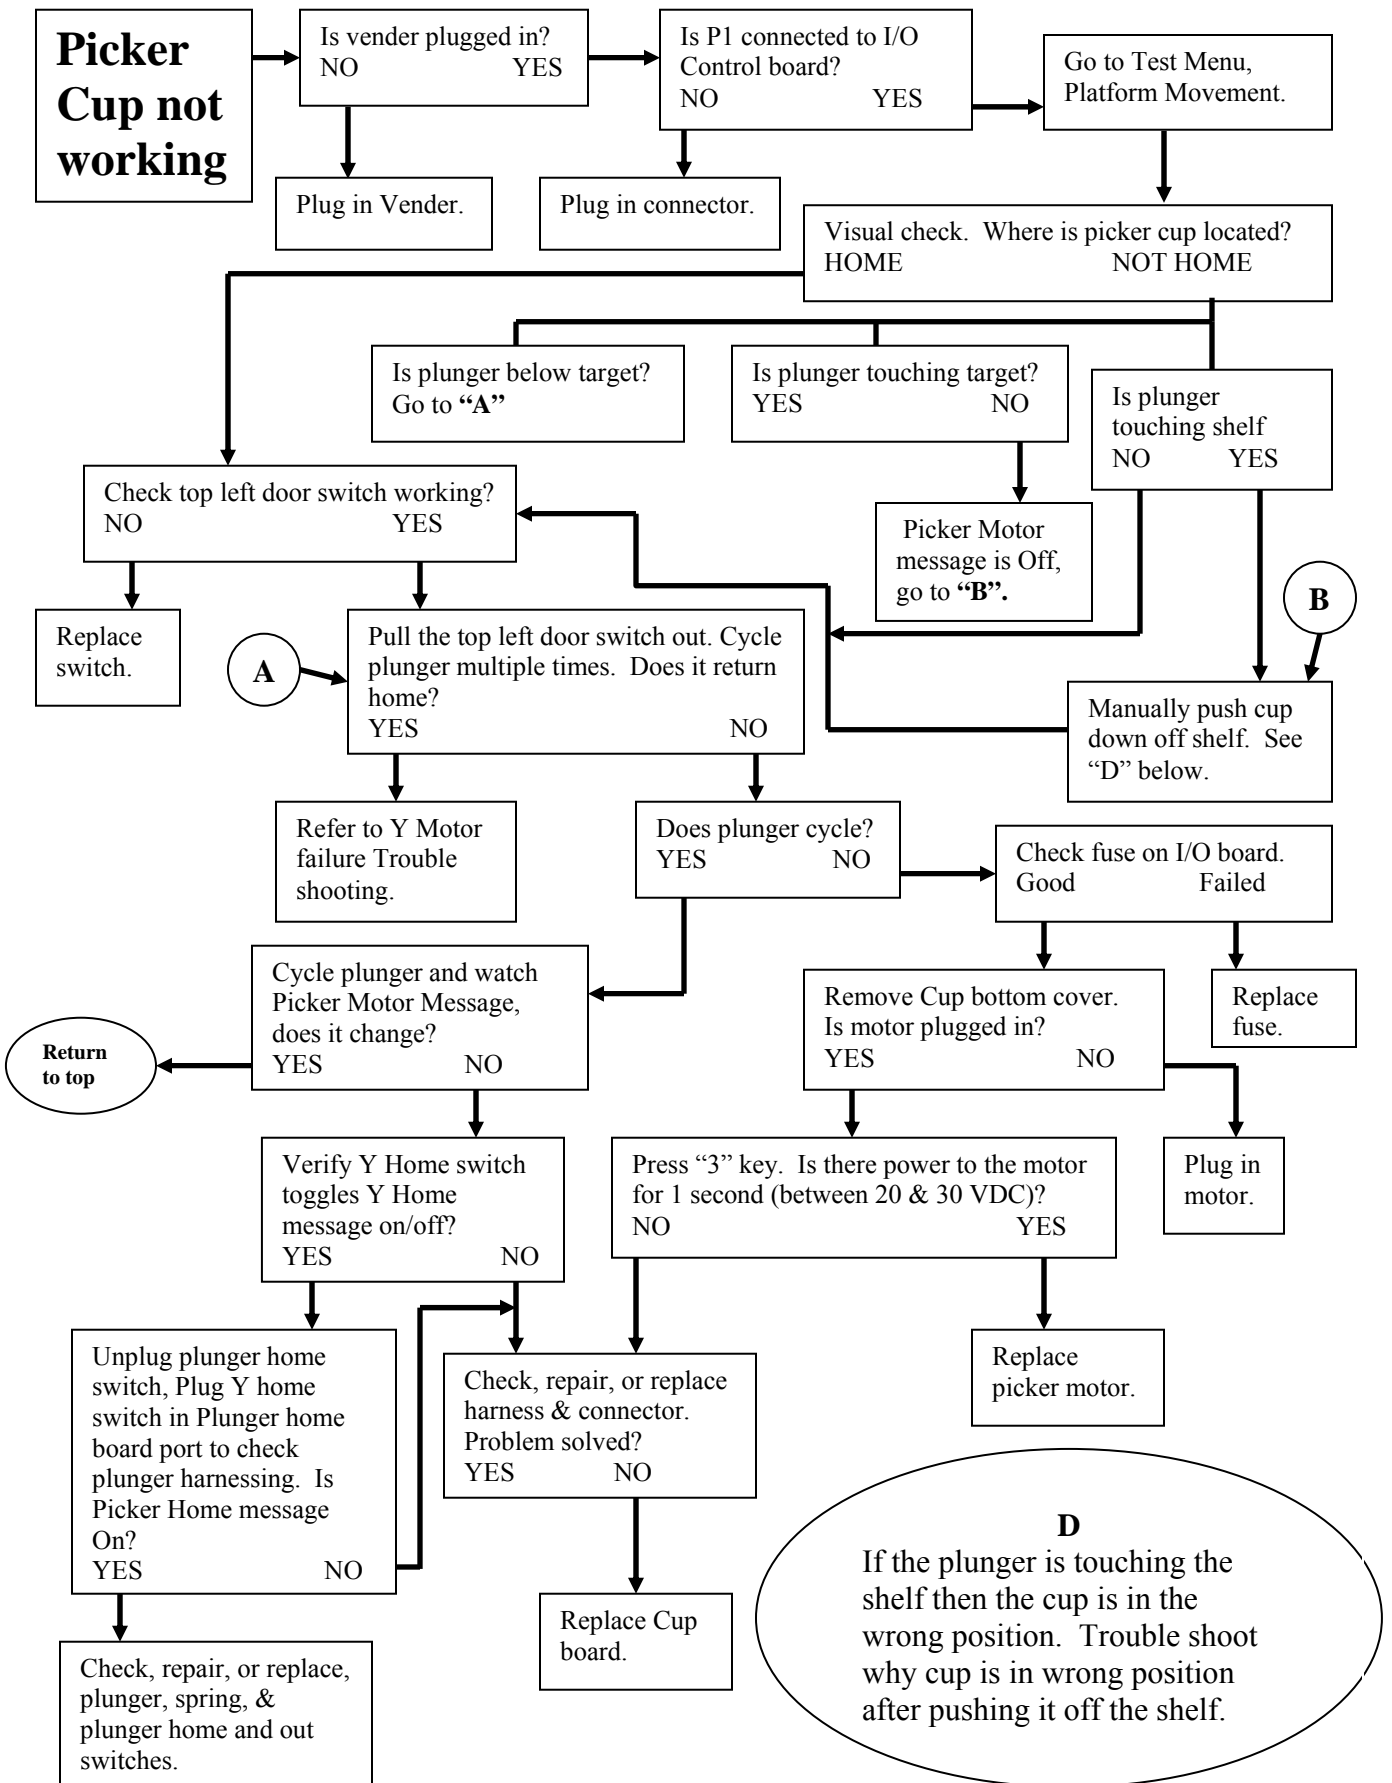 Picker
Cup not
working
Is vender plugged in?
NO YES
Is P1 connected to I/O
Control board?
NO YES
Go to Test Menu,
Platform Movement.
Plug in Vender.
Plug in connector.
Visual check. Where is picker cup located?
HOME NOT HOME
Is plunger below target?
Go to “A”
Is plunger touching target?
YES NO
Is plunger
touching shelf
NO YES
Check top left door switch working?
NO YES
Picker Motor
message is Off,
go to “B”.
B
Replace
switch.
A
Pull the top left door switch out. Cycle
plunger multiple times. Does it return
home?
YES NO
Manually push cup
down off shelf. See
“D” below.
Refer to Y Motor
failure Trouble
shooting.
Does plunger cycle?
YES NO
Check fuse on I/O board.
Good Failed
Cycle plunger and watch
Picker Motor Message,
does it change?
YES NO
Return
to top
Remove Cup bottom cover.
Is motor plugged in?
YES NO
Replace
fuse.
Verify Y Home switch
toggles Y Home
message on/off?
YES NO
Press “3” key. Is there power to the motor
for 1 second (between 20 & 30 VDC)?
NO YES
Plug in
motor.
Unplug plunger home
switch, Plug Y home
switch in Plunger home
board port to check
plunger harnessing. Is
Picker Home message
On?
YES NO
Check, repair, or replace
harness & connector.
Problem solved?
YES NO
Replace
picker motor.
Check, repair, or replace,
plunger, spring, &
plunger home and out
switches.
Replace Cup
board.
D
If the plunger is touching the
shelf then the cup is in the
wrong position. Trouble shoot
why cup is in wrong position
after pushing it off the shelf.